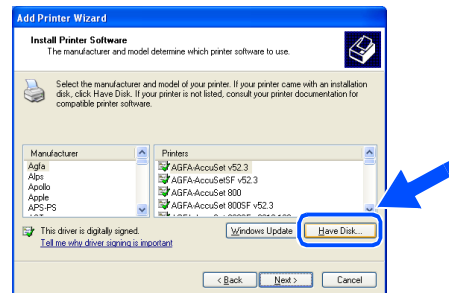 Add Printer Wizard
Install Printer Software
The manufacturer and model determine which printer software to use.
Select the manufacturer and model of your printer. If your printer came with an installation
disk, click Have Disk. If your printer is not listed, consult your printer documentation for
compatible printer software.
Manufacturer
Agfa
Alps
Apollo
Apple
APS-PS
Printers
AGFA-AccuSet v52.3
AGFA-AccuSetSF v52.3
AGFA-AccuSet 800
AGFA-AccuSet 800SF v52.3
This driver is digitally signed.
Tell me why driver signing is important
Windows Update
Have Disk...
< Back
Next >
Cancel